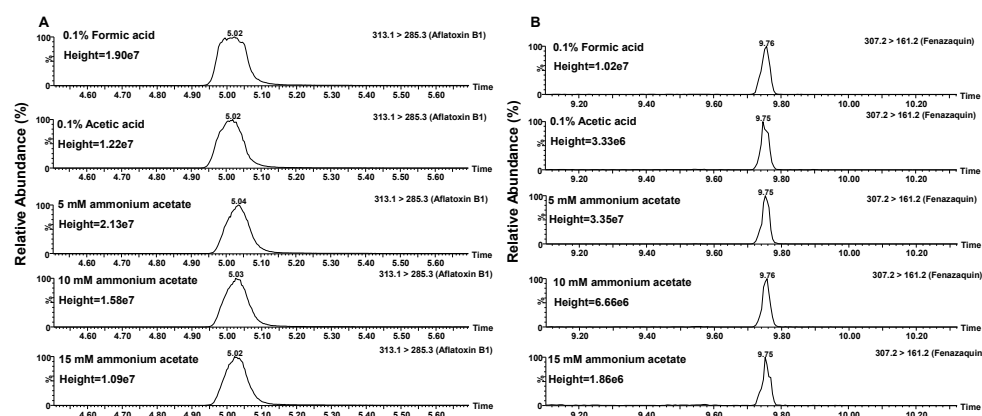 A
Relative Abundance (%)
0.1% Formic acid
Height=1.90e7
5.02
313.1 > 285.3 (Aflatoxin B1)
100
%
0
4.60 4.70 4.80 4.90 5.00 5.10 5.20 5.30 5.40 5.50 5.60
Time
0.1% Acetic acid
Height=1.22e7
5.02
313.1 > 285.3 (Aflatoxin B1)
100
%
0
4.60 4.70 4.80 4.90 5.00 5.10 5.20 5.30 5.40 5.50 5.60
Time
5 mM ammonium acetate
Height=2.13e7
5.04
313.1 > 285.3 (Aflatoxin B1)
100
%
0
4.60 4.70 4.80 4.90 5.00 5.10 5.20 5.30 5.40 5.50 5.60
Time
10 mM ammonium acetate
Height=1.58e7
5.03
313.1 > 285.3 (Aflatoxin B1)
100
%
0
4.60 4.70 4.80 4.90 5.00 5.10 5.20 5.30 5.40 5.50 5.60
Time
15 mM ammonium acetate
Height=1.09e7
5.02
313.1 > 285.3 (Aflatoxin B1)
100
%
0
4.60 4.70 4.80 4.90 5.00 5.10 5.20 5.30 5.40 5.50 5.60
Time
B
Relative Abundance (%)
0.1% Formic acid
Height=1.02e7
9.76
307.2 > 161.2 (Fenazaquin)
100
%
0
9.20 9.40 9.60 9.80 10.00 10.20
Time
0.1% Acetic acid
Height=3.33e6
9.75
307.2 > 161.2 (Fenazaquin)
100
%
0
9.20 9.40 9.60 9.80 10.00 10.20
Time
5 mM ammonium acetate
Height=3.35e7
9.75
307.2 > 161.2 (Fenazaquin)
100
%
0
9.20 9.40 9.60 9.80 10.00 10.20
Time
10 mM ammonium acetate
Height=6.66e6
9.76
307.2 > 161.2 (Fenazaquin)
100
%
0
9.20 9.40 9.60 9.80 10.00 10.20
Time
15 mM ammonium acetate
Height=1.86e6
9.75
307.2 > 161.2 (Fenazaquin
100
%
0
9.20 9.40 9.60 9.80 10.00 10.20
Time